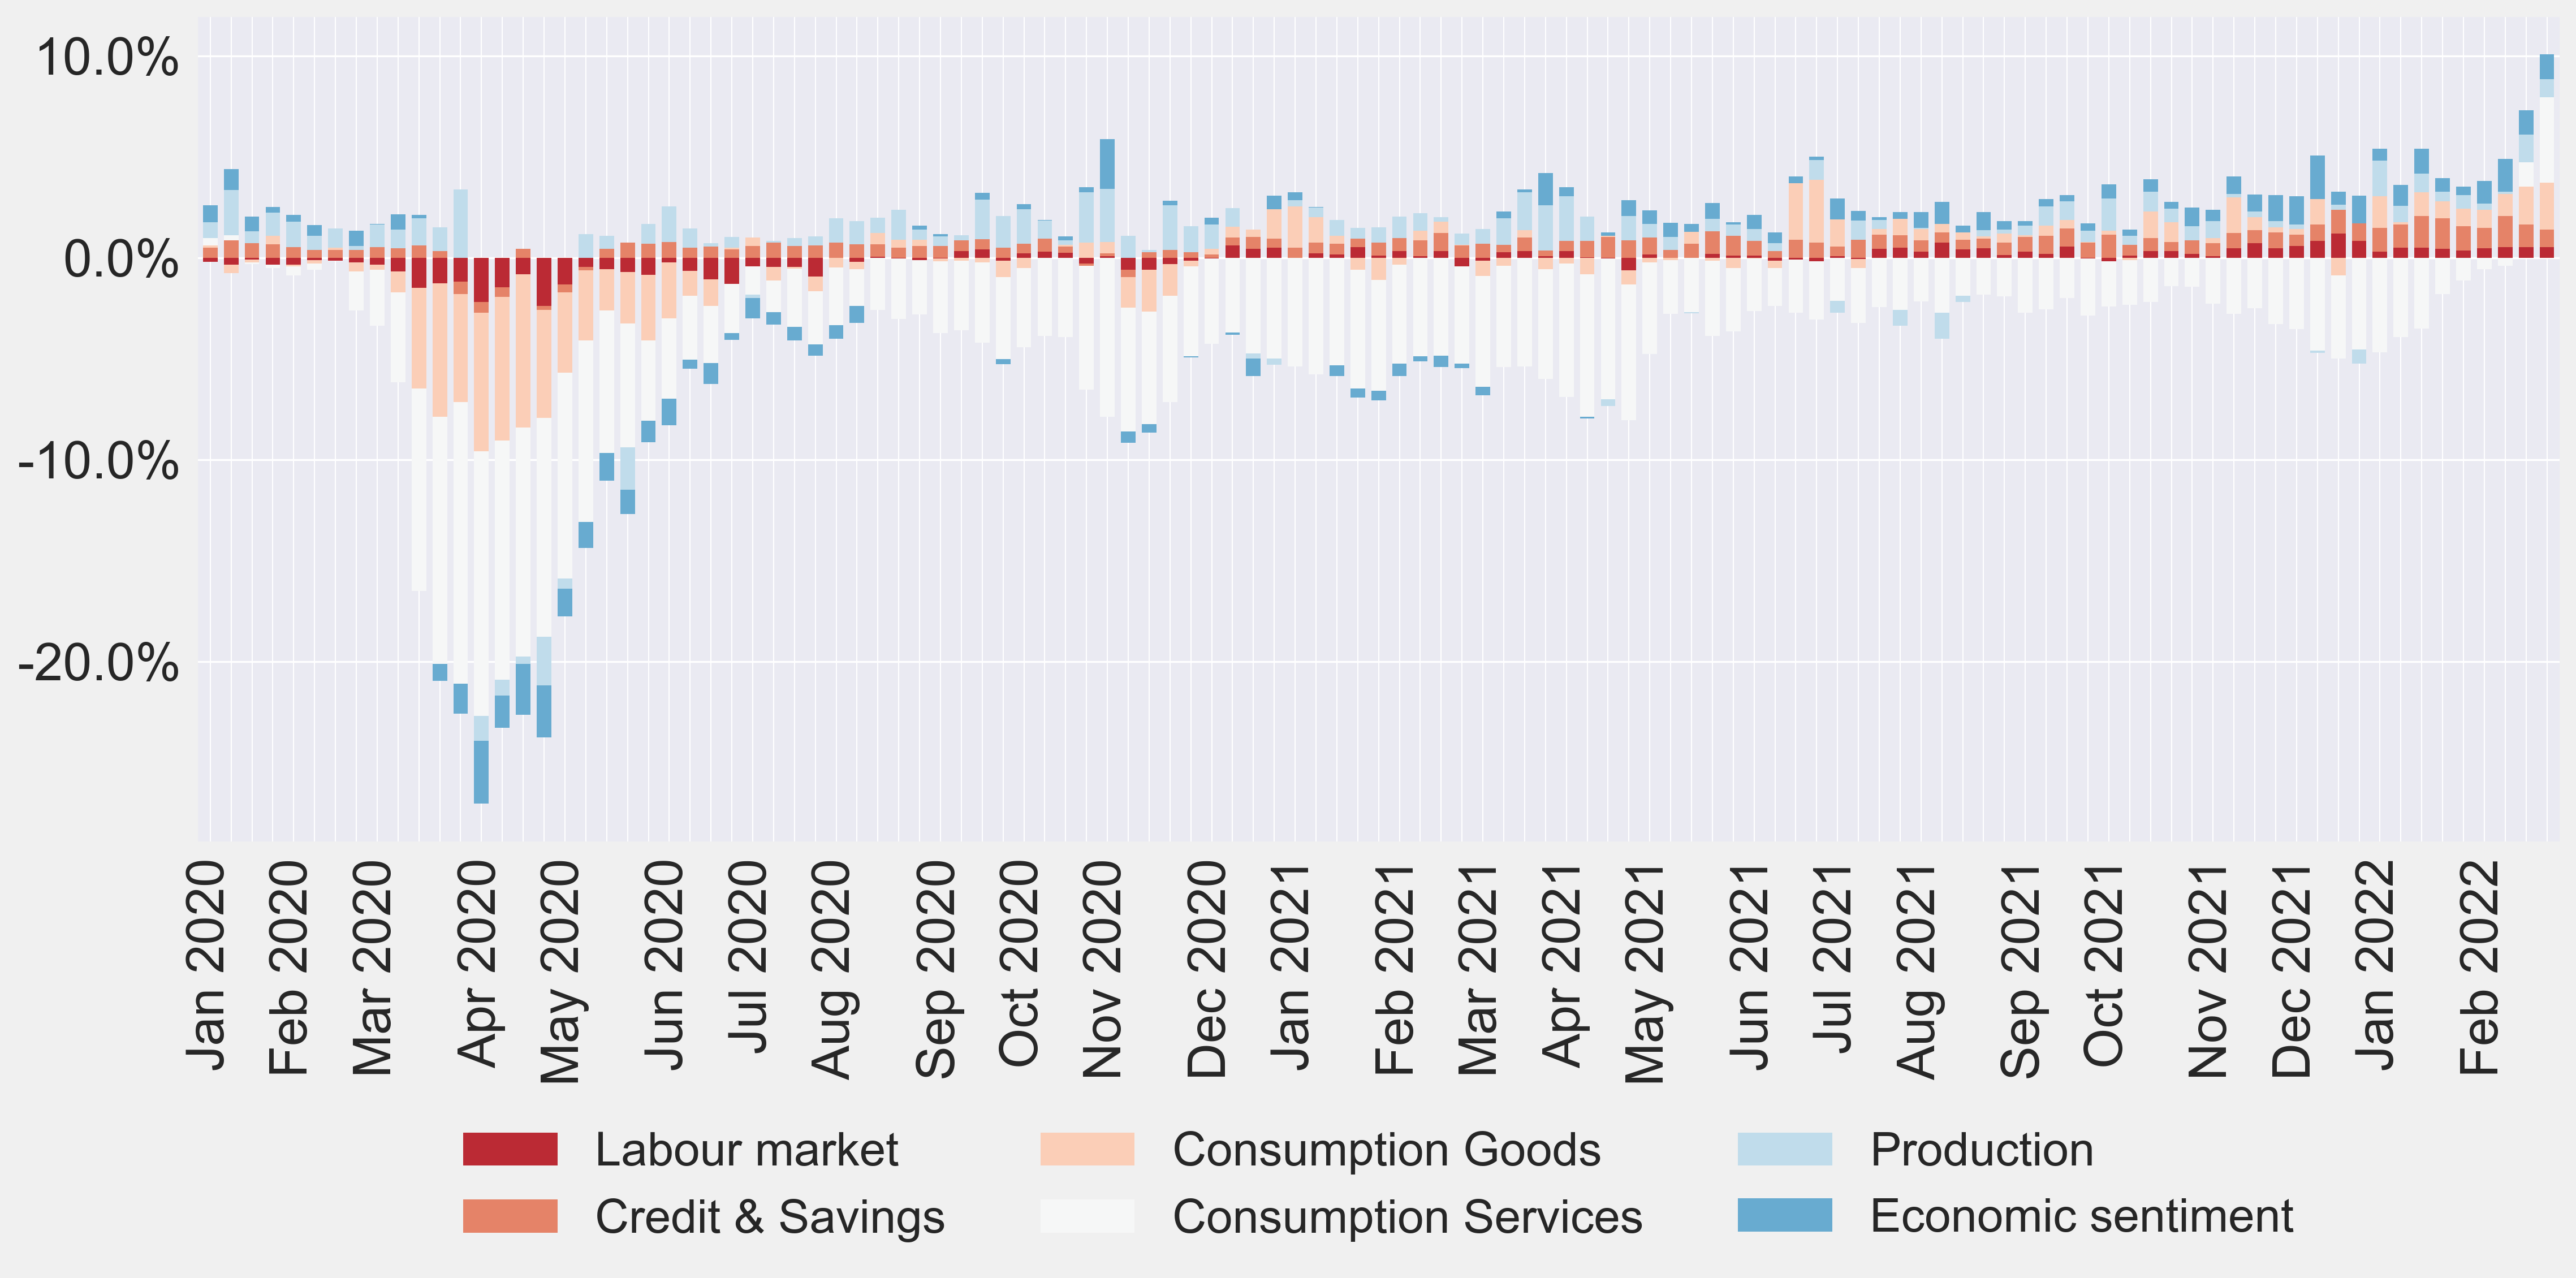 10.0%
0.0%
-10.0%
-20.0%
Jan 2020
Feb 2020
Mar 2020
Apr 2020
May 2020
Jun 2020
Jul 2020
Aug 2020
Sep 2020
Oct 2020
Nov 2020
Dec 2020
Jan 2021
Feb 2021
Mar 2021
Apr 2021
May 2021
Jun 2021
Jul 2021
Aug 2021
Sep 2021
Oct 2021
Nov 2021
Dec 2021
Jan 2022
Feb 2022
Labour market
Consumption Goods
Production
Credit & Savings
Consumption Services
Economic sentiment